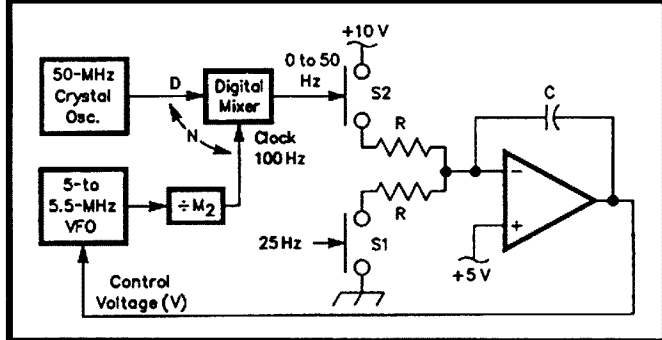 50-MHz
Crystal
Osc.
D
Digital
Mixer
0 to 50
Hz
+10 V
S2
N
Clock
100 Hz
R
C
5-to
5.5-MHz
VFO
÷M2
R
25 Hz
S1
−
+
+5 V
Control
Voltage (V)